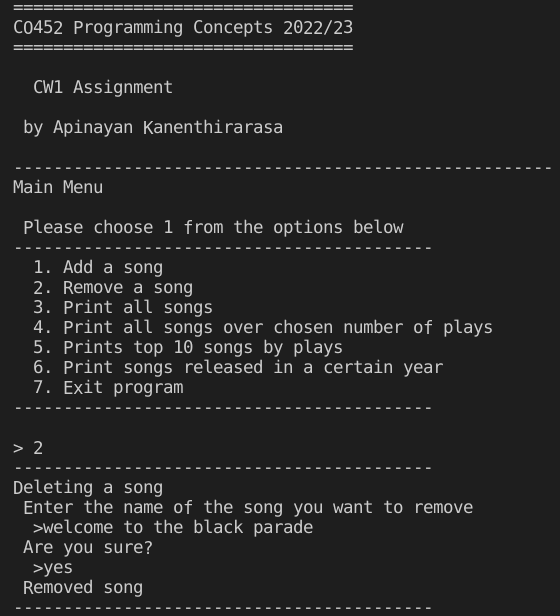 ==================================
CO452 Programming Concepts 2022/23
==================================
CW1 Assignment
by Apinayan Kanenthirarasa
------------------------------------------------------
Main Menu
Please choose 1 from the options below
------------------------------------------
1. Add a song
2. Remove a song
3. Print all songs
4. Print all songs over chosen number of plays
5. Prints top 10 songs by plays
6. Print songs released in a certain year
7. Exit program
------------------------------------------
> 2
------------------------------------------
Deleting a song
Enter the name of the song you want to remove
>welcome to the black parade
Are you sure?
>yes
Removed song
------------------------------------------